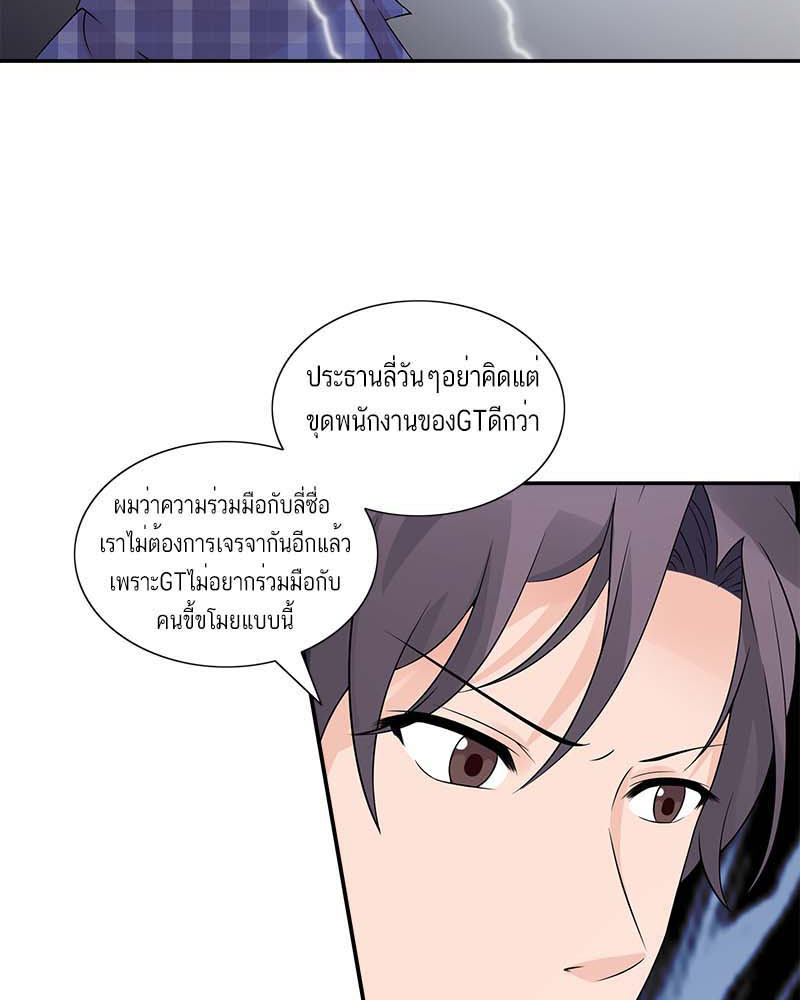 ประธานลี่วันๆอย่าคิดแต่
ขุดพนักงานของGTดีกว่า
ผมว่าความร่วมมือกับลี่ซื่อ
เราไม่ต้องการเจรจากันอีกแล้ว
เพราะGTไม่อยากร่วมมือกับ
คนขี้ขโมยแบบนี้